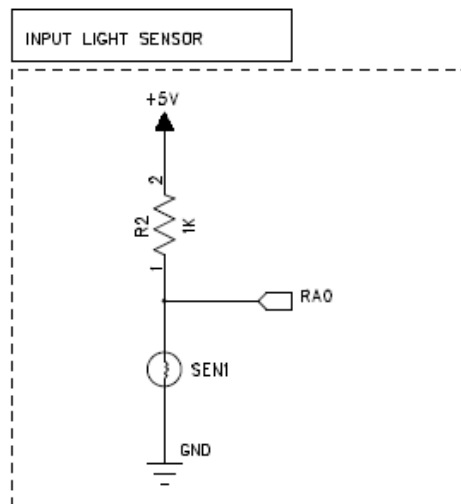 INPUT LIGHT SENSOR
+5V
2
R2
1K
1
RA0
SEN1
GND